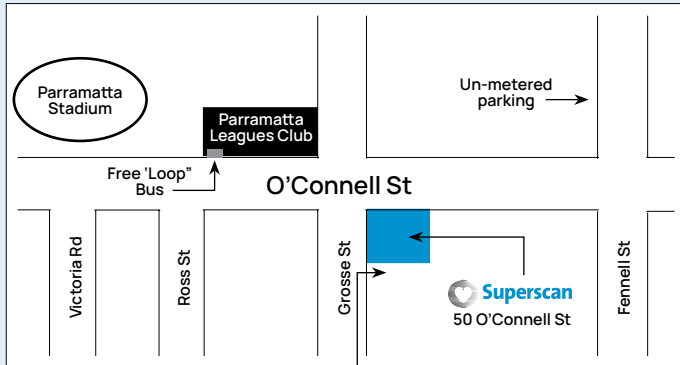 Parramatta
Stadium
Parramatta
Leagues Club
Un-metered
parking
Free ‘Loop”
Bus
O’Connell St
Victoria Rd
Ross St
Grosse St
Fennell St
Superscan
50 O’Connell St